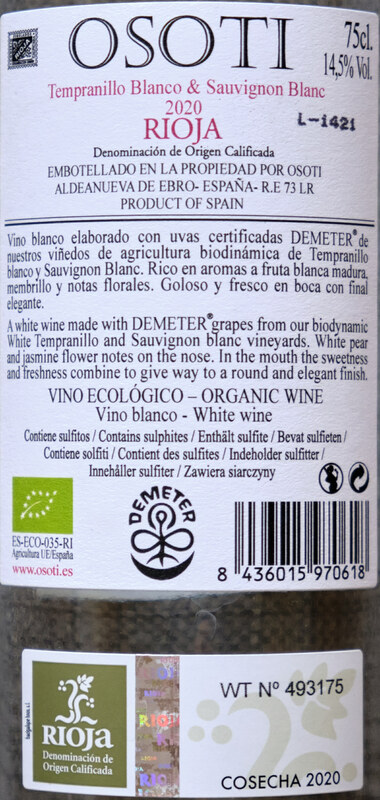 RIOJA
OSOTI
75cl.
14,5% Vol.
Tempranillo Blanco & Sauvignon Blanc
2020
RIOJA
L-1421
Denominación de Origen Calificada
EMBOTELLADO EN LA PROPIEDAD POR OSOTI
ALDEANUEVA DE EBRO- ESPAÑA- R.E 73 LR
PRODUCT OF SPAIN
Vino blanco elaborado con uvas certificadas DEMETER® de
nuestros viñedos de agricultura biodinámica de Tempranillo
blanco y Sauvignon Blanc. Rico en aromas a fruta blanca madura,
membrillo y notas florales. Goloso y fresco en boca con final
elegante.
A white wine made with DEMETER® grapes from our biodynamic
White Tempranillo and Sauvignon blanc vineyards. White pear
and jasmine flower notes on the nose. In the mouth the sweetness
and freshness combine to give way to a round and elegant finish.
VINO ECOLÓGICO – ORGANIC WINE
Vino blanco - White wine
Contiene sulfitos / Contains sulphites / Enthält sulfite / Bevat sulfieten /
Contiene solfiti / Contient des sulfites / Indeholder sulfitter /
Innehåller sulfiter / Zawiera siarczyny
ES-ECO-035-RI
Agricultura UE/España
www.osoti.es
DEMETER
8 436015 970618
RIOJA
Denominación de
Origen Calificada
RIOJA
WT Nº 493175
COSECHA 2020